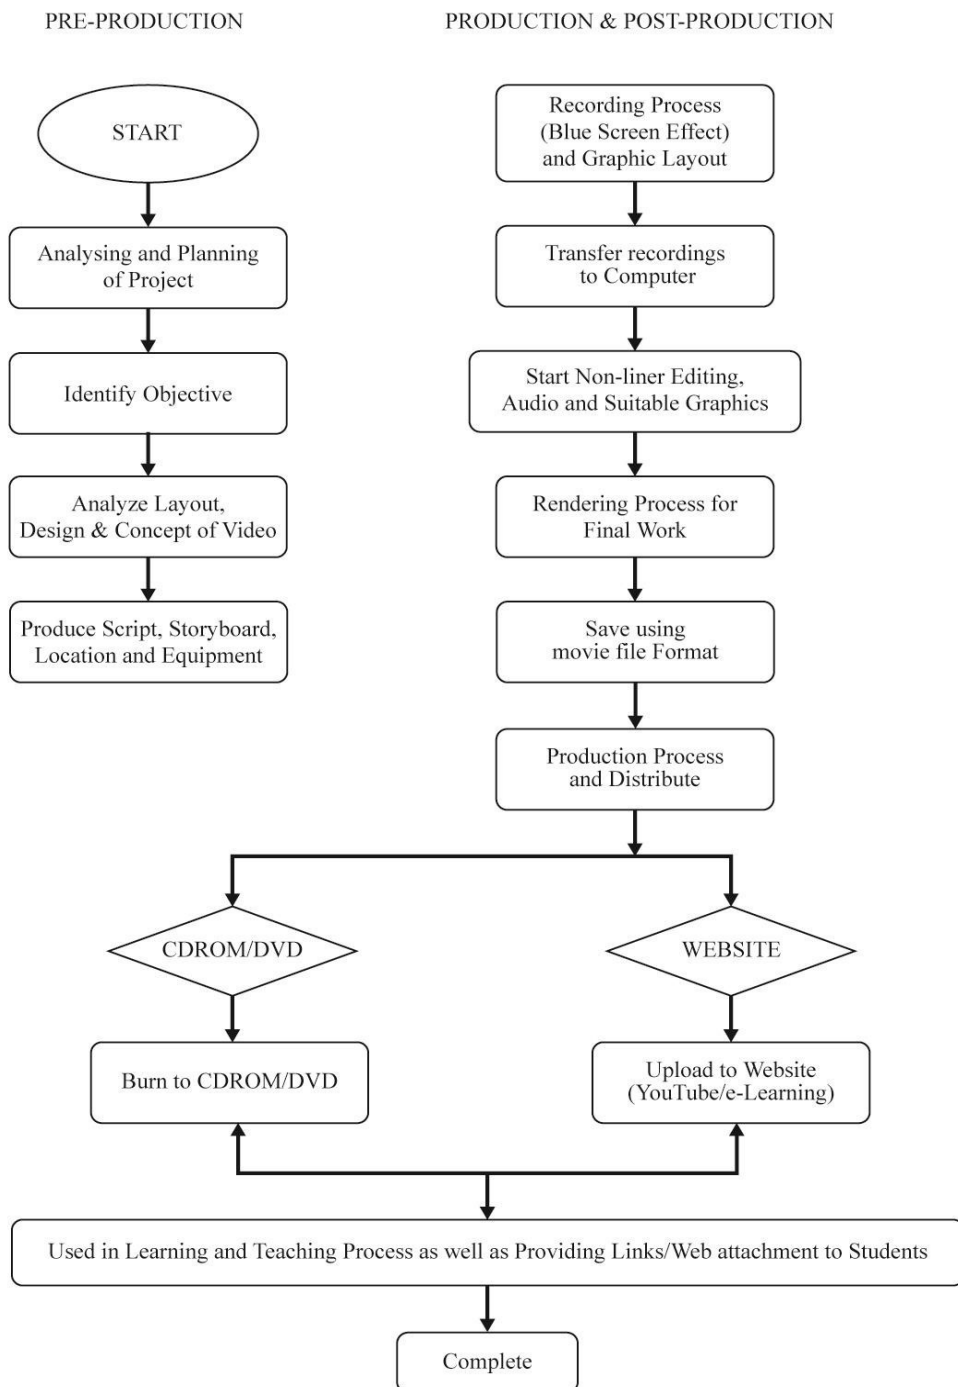 PRE-PRODUCTION
START
Analysing and Planning
of Project
Identify Objective
Analyze Layout,
Design & Concept of Video
Produce Script, Storyboard,
Location and Equipment
PRODUCTION & POST-PRODUCTION
Recording Process
(Blue Screen Effect)
and Graphic Layout
Transfer recordings
to Computer
Start Non-liner Editing,
Audio and Suitable Graphics
Rendering Process for
Final Work
Save using
movie file Format
Production Process
and Distribute
CDROM/DVD
WEBSITE
Burn to CDROM/DVD
Upload to Website
(YouTube/e-Learning)
Used in Learning and Teaching Process as well as Providing Links/Web attachment to Students
Complete